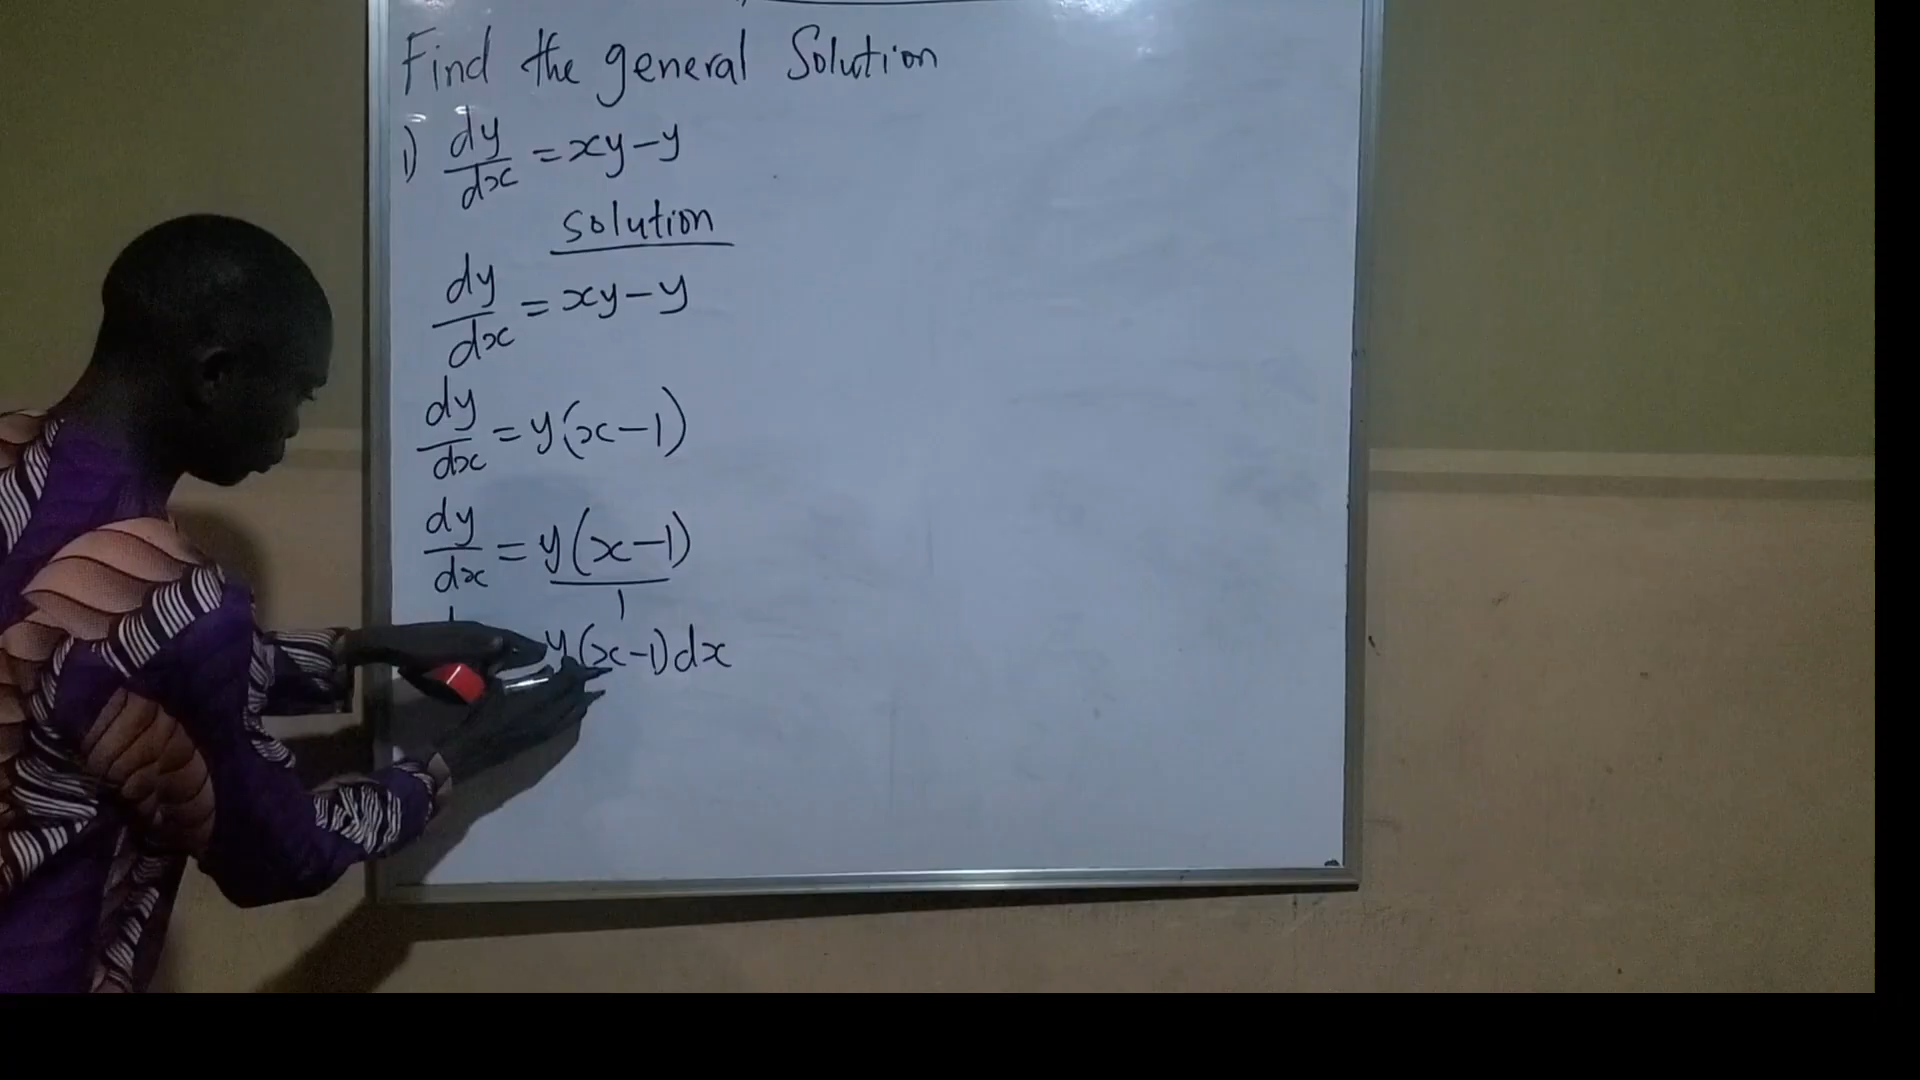 Find the general Solution
1) dy/dx = xy-y
solution
dy/dx = xy-y
dy/dx = y(x-1)
dy/dx = y(x-1)/1
y(x-1)dx